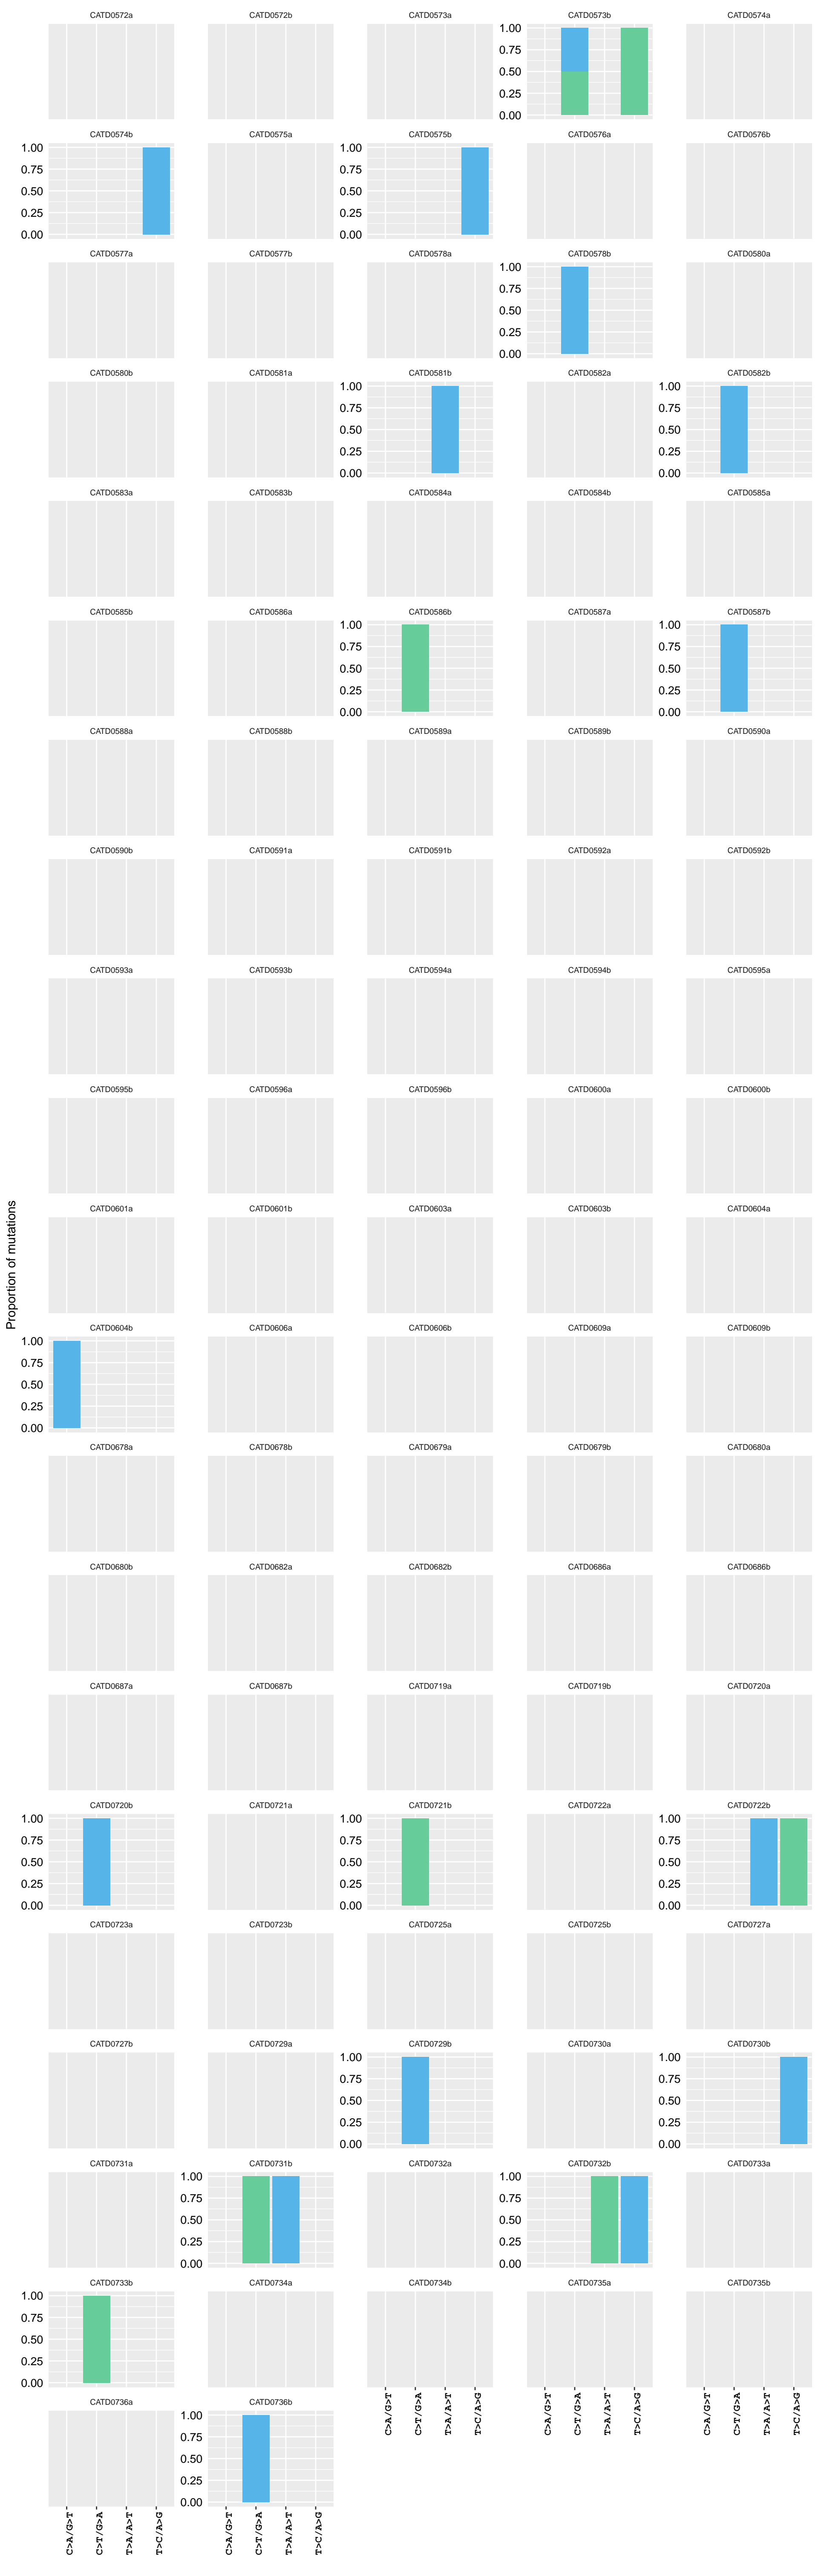 CATD0572a CATD0572b CATD0573a CATD0573b CATD0574a
1.00
0.75
0.50
0.25
0.00
CATD0574b CATD0575a CATD0575b CATD0576a CATD0576b
1.00 1.00
0.75 0.75
0.50 0.50
0.25 0.25
0.00 0.00
CATD0577a CATD0577b CATD0578a CATD0578b CATD0580a
1.00
0.75
0.50
0.25
0.00
CATD0580b CATD0581a CATD0581b CATD0582a CATD0582b
1.00 1.00
0.75 0.75
0.50 0.50
0.25 0.25
0.00 0.00
CATD0583a CATD0583b CATD0584a CATD0584b CATD0585a
CATD0585b CATD0586a CATD0586b CATD0587a CATD0587b
1.00 1.00
0.75 0.75
0.50 0.50
0.25 0.25
0.00 0.00
CATD0588a CATD0588b CATD0589a CATD0589b CATD0590a
CATD0590b CATD0591a CATD0591b CATD0592a CATD0592b
CATD0593a CATD0593b CATD0594a CATD0594b CATD0595a
CATD0595b CATD0596a CATD0596b CATD0600a CATD0600b
Proportion of mutations
CATD0601a CATD0601b CATD0603a CATD0603b CATD0604a
CATD0604b CATD0606a CATD0606b CATD0609a CATD0609b
1.00
0.75
0.50
0.25
0.00
CATD0678a CATD0678b CATD0679a CATD0679b CATD0680a
CATD0680b CATD0682a CATD0682b CATD0686a CATD0686b
CATD0687a CATD0687b CATD0719a CATD0719b CATD0720a
CATD0720b CATD0721a CATD0721b CATD0722a CATD0722b
1.00 1.00 1.00
0.75 0.75 0.75
0.50 0.50 0.50
0.25 0.25 0.25
0.00 0.00 0.00
CATD0723a CATD0723b CATD0725a CATD0725b CATD0727a
CATD0727b CATD0729a CATD0729b CATD0730a CATD0730b
1.00 1.00
0.75 0.75
0.50 0.50
0.25 0.25
0.00 0.00
CATD0731a CATD0731b CATD0732a CATD0732b CATD0733a
1.00 1.00
0.75 0.75
0.50 0.50
0.25 0.25
0.00 0.00
CATD0733b CATD0734a CATD0734b CATD0735a CATD0735b
1.00
0.75
0.50
0.25
0.00
C>A/G>T C>T/G>A T>A/A>T T>C/A>G C>A/G>T C>T/G>A T>A/A>T T>C/A>G C>A/G>T C>T/G>A T>A/A>T T>C/A>G
CATD0736a CATD0736b
1.00
0.75
0.50
0.25
0.00
C>A/G>T C>T/G>A T>A/A>T T>C/A>G C>A/G>T C>T/G>A T>A/A>T T>C/A>G